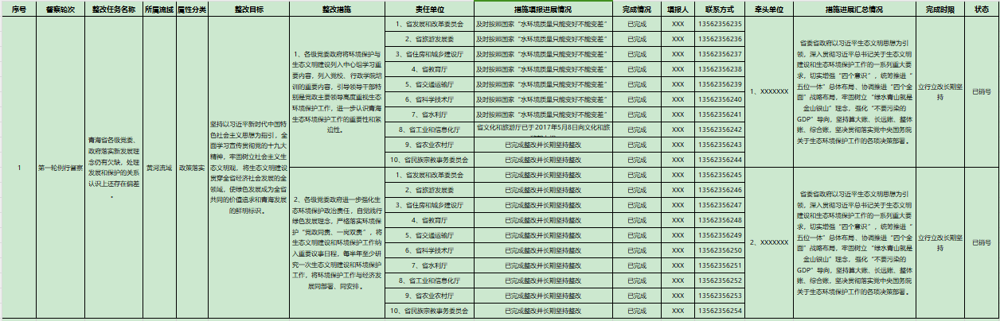 序号 督察轮次 整改任务名称 所属流域 属性分类 整改目标 整改措施 责任单位 措施填报进展情况 完成情况 填报人 联系方式 牵头单位 措施进展汇总情况 完成时限 状态
1
第一轮例行督察
青海省各级党委、
政府落实新发展理
念仍有欠缺，处理
发展和保护的关系
认识上还存在偏差
。
黄河流域
政策落实
坚持以习近平新时代中国特
色社会主义思想为指引，全
面学习宣传贯彻党的十九大
精神，牢固树立社会主义生
态文明观，将生态文明建设
贯穿全省经济社会发展的全
领域，使绿色发展成为全省
共同的价值追求和青海发展
的鲜明标识。
1、各级党委政府将环境保护与
生态文明建设列入中心组学习重
要内容，列入党校、行政学院培
训的重要内容，引导领导干部特
别是党政主要领导高度重视生态
环境保护工作，进一步认识青海
生态环境保护工作的重要性和紧
迫性。
1、省发展和改革委员会 及时按照国家“水环境质量只能变好不能变差” 已完成 XXX 13562356235
2、省旅游发展委 及时按照国家“水环境质量只能变好不能变差” 已完成 XXX 13562356236
3、省住房和城乡建设厅 及时按照国家“水环境质量只能变好不能变差” 已完成 XXX 13562356237
4、省教育厅 及时按照国家“水环境质量只能变好不能变差” 已完成 XXX 13562356238
5、省交通运输厅 及时按照国家“水环境质量只能变好不能变差” 已完成 XXX 13562356239
6、省科学技术厅 及时按照国家“水环境质量只能变好不能变差” 已完成 XXX 13562356240
7、省水利厅 及时按照国家“水环境质量只能变好不能变差” 已完成 XXX 13562356241
8、省工业和信息化厅 省文化和旅游厅已于2017年5月8日向文化和旅 已完成 XXX 13562356242
9、省农业农村厅 已完成整改并长期坚持整改 已完成 XXX 13562356243
10、省民族宗教事务委员会 已完成整改并长期坚持整改 已完成 XXX 13562356244
1、XXXXXXX
省委省政府以习近平生态文明思想为引
领，深入贯彻习近平总书记关于生态文明
建设和生态环境保护工作的一系列重大要
求，切实增强“四个意识”，统筹推进“
五位一体”总体布局、协调推进“四个全
面”战略布局，牢固树立“绿水青山就是
金山银山”理念，强化“不要污染的
GDP”导向，坚持算大账、长远账、整体
账、综合账，坚决贯彻落实党中央国务院
关于生态环境保护工作的各项决策部署。
立行立改长期坚
持
已销号
2、各级党委政府进一步强化生
态环境保护政治责任，自觉践行
绿色发展理念，严格落实环境保
护“党政同责、一岗双责”，将
生态文明建设和环境保护工作纳
入重要议事日程，每半年至少研
究一次生态文明建设和环境保护
工作，将环境保护工作与经济发
展同部署、同安排。
1、省发展和改革委员会 已完成整改并长期坚持整改 已完成 XXX 13562356245
2、省旅游发展委 已完成整改并长期坚持整改 已完成 XXX 13562356246
3、省住房和城乡建设厅 已完成整改并长期坚持整改 已完成 XXX 13562356247
4、省教育厅 已完成整改并长期坚持整改 已完成 XXX 13562356248
5、省交通运输厅 已完成整改并长期坚持整改 已完成 XXX 13562356249
6、省科学技术厅 已完成整改并长期坚持整改 已完成 XXX 13562356250
7、省水利厅 已完成整改并长期坚持整改 已完成 XXX 13562356251
8、省工业和信息化厅 已完成整改并长期坚持整改 已完成 XXX 13562356252
9、省农业农村厅 已完成整改并长期坚持整改 已完成 XXX 13562356253
10、省民族宗教事务委员会 已完成整改并长期坚持整改 已完成 XXX 13562356254
2、XXXXXXX
省委省政府以习近平生态文明思想为引
领，深入贯彻习近平总书记关于生态文明
建设和生态环境保护工作的一系列重大要
求，切实增强“四个意识”，统筹推进“
五位一体”总体布局、协调推进“四个全
面”战略布局，牢固树立“绿水青山就是
金山银山”理念，强化“不要污染的
GDP”导向，坚持算大账、长远账、整体
账、综合账，坚决贯彻落实党中央国务院
关于生态环境保护工作的各项决策部署。
立行立改长期坚
持
已销号